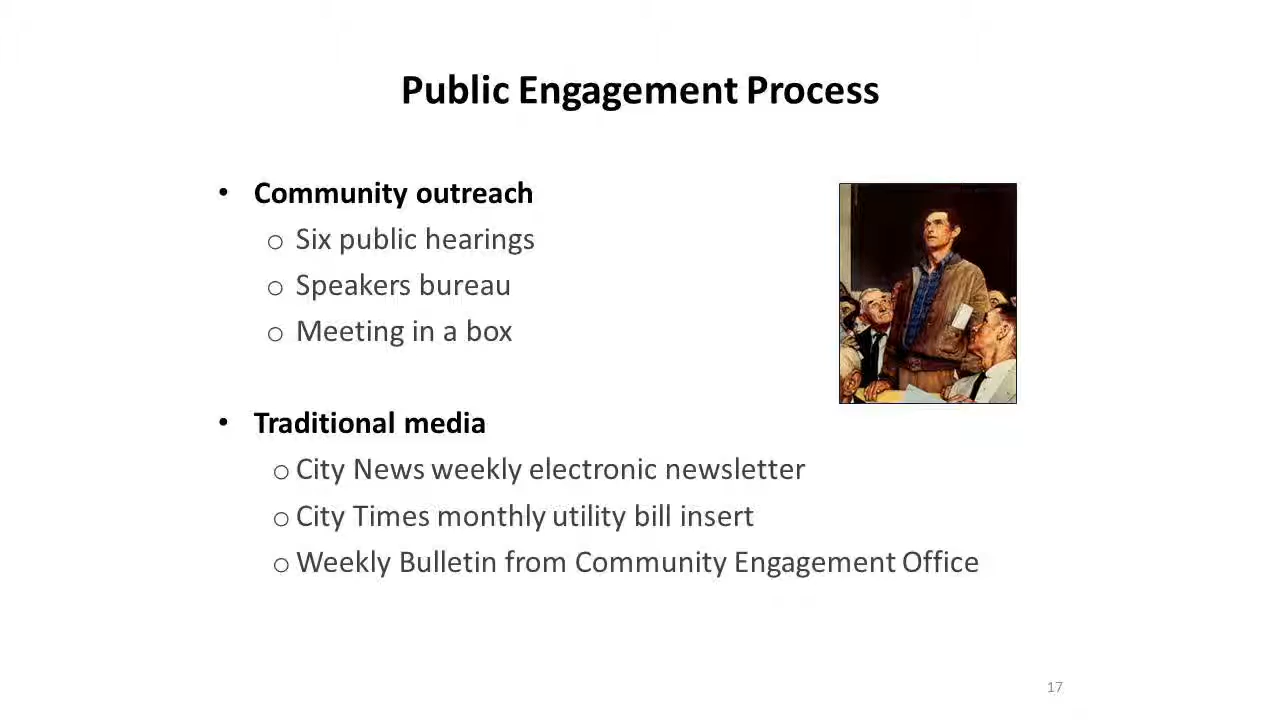 Public Engagement Process
• Community outreach
o Six public hearings
o Speakers bureau
o Meeting in a box
• Traditional media
o City News weekly electronic newsletter
o City Times monthly utility bill insert
o Weekly Bulletin from Community Engagement Office
17